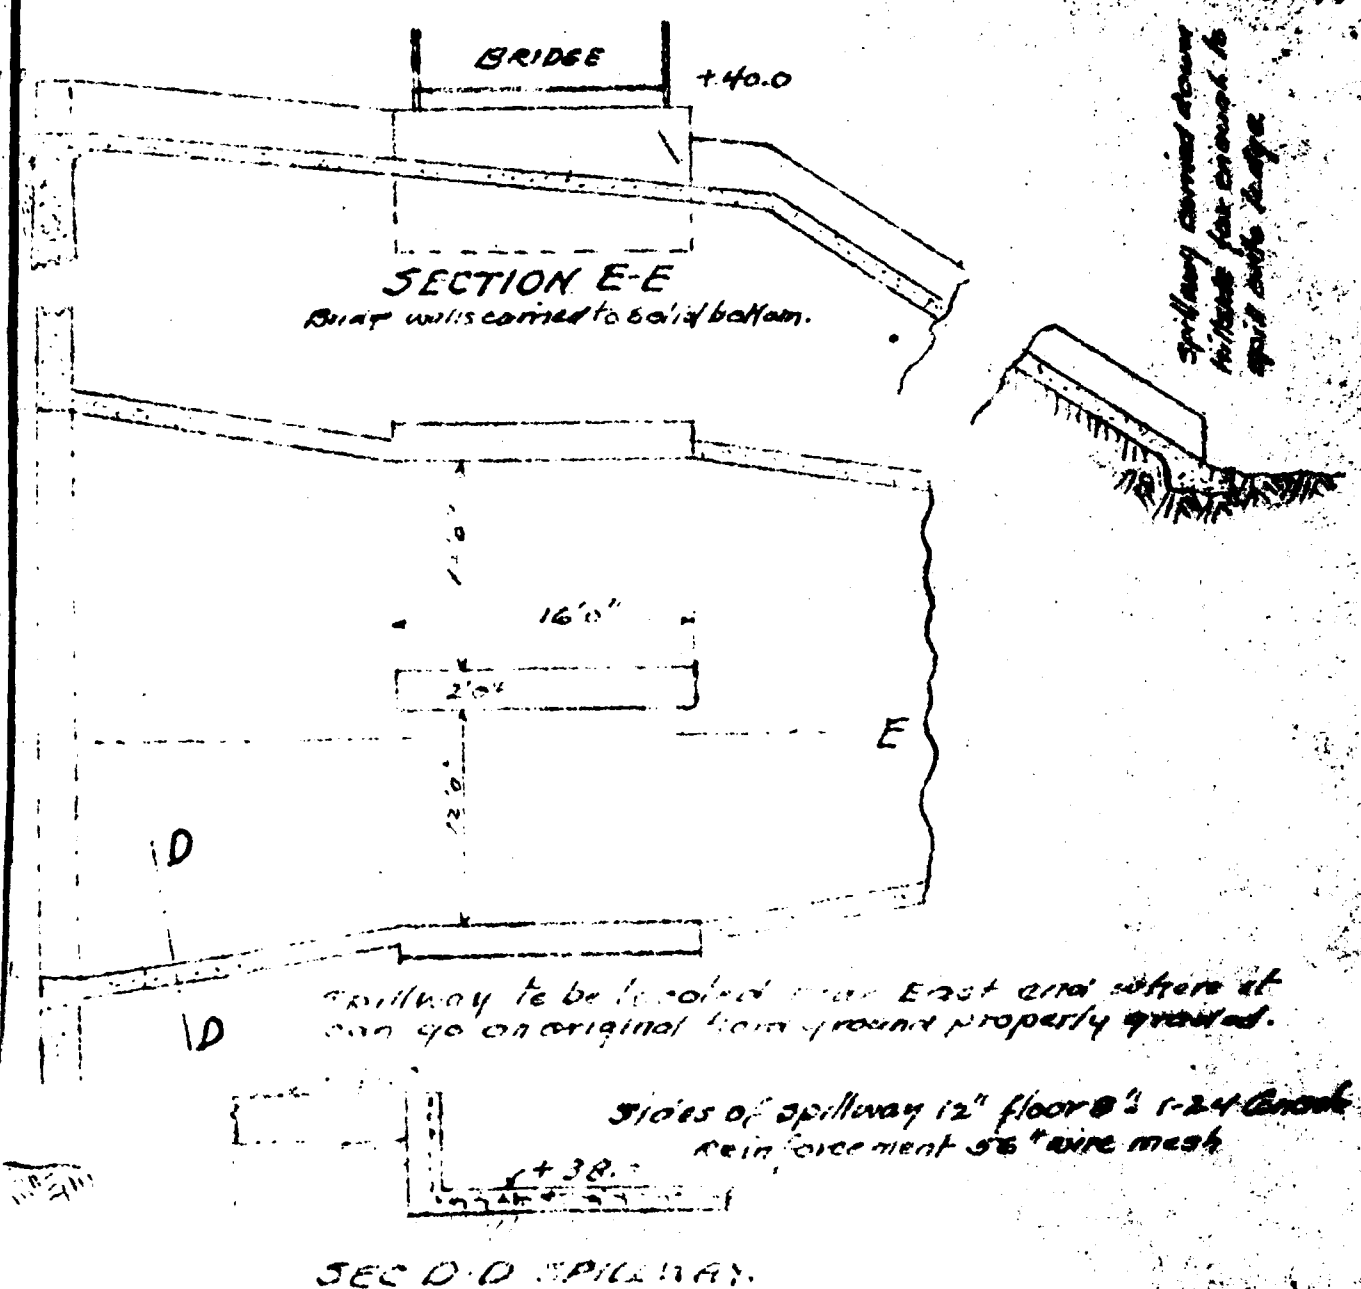 BRIDGE
+40.0
Spillway carried down
hillside far enough to
spill onto ledge
SECTION E-E
walls carried to solid bottom.
12'0"
16'0"
2'0"
12'0"
E
D
D
Spillway to be located near East end where it
can go on original ground properly graded.
Sides of spillway 12" floor 8" 1-2-4 Concrete
Reinforcement 56# wire mesh
+38.
SEC D-D SPILLWAY.